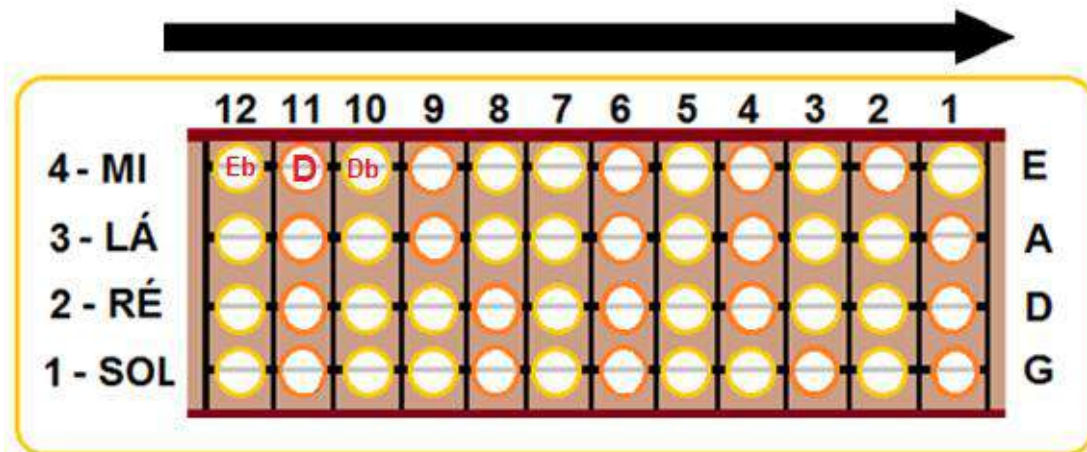 12 11 10 9 8 7 6 5 4 3 2 1
4 - MI Eb D Db E
3 - LÁ A
2 - RÉ D
1 - SOL G